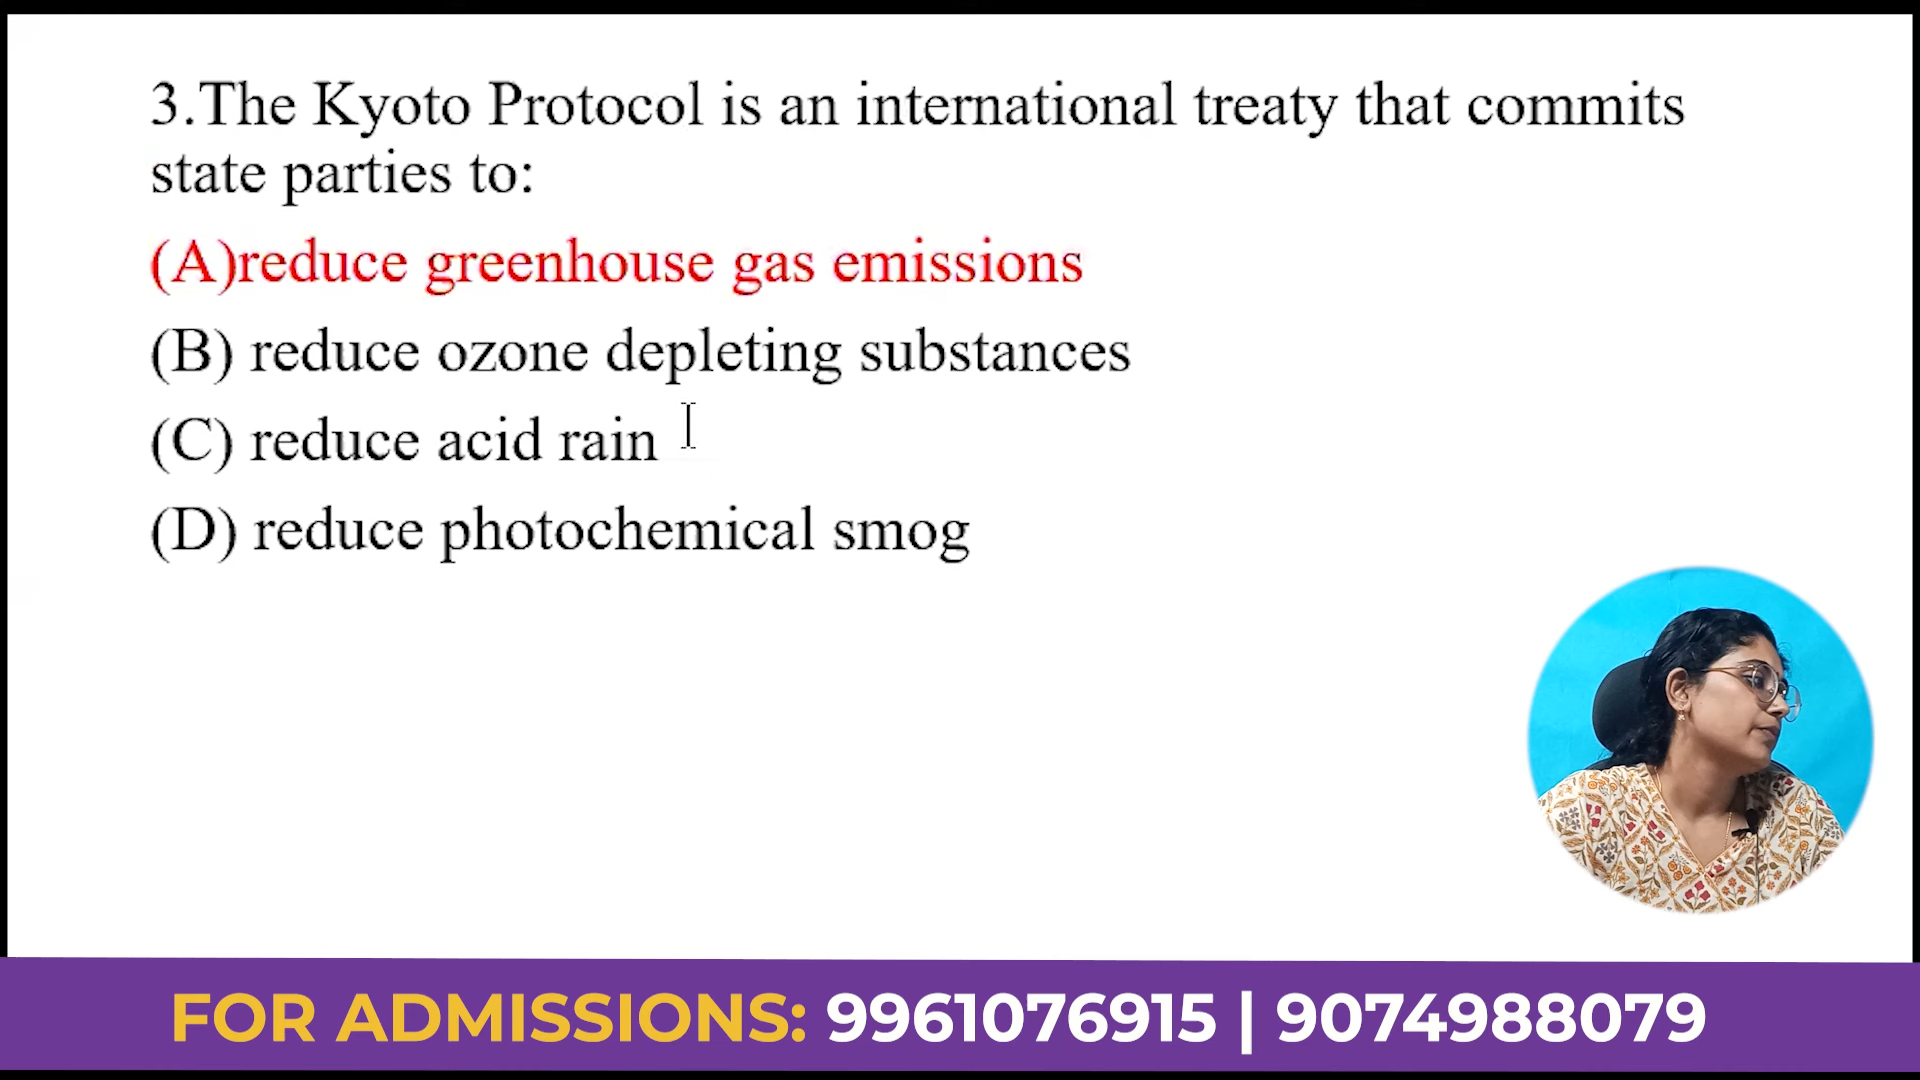 3.The Kyoto Protocol is an international treaty that commits
state parties to:
(A)reduce greenhouse gas emissions
(B) reduce ozone depleting substances
(C) reduce acid rain
(D) reduce photochemical smog
FOR ADMISSIONS: 9961076915 | 9074988079